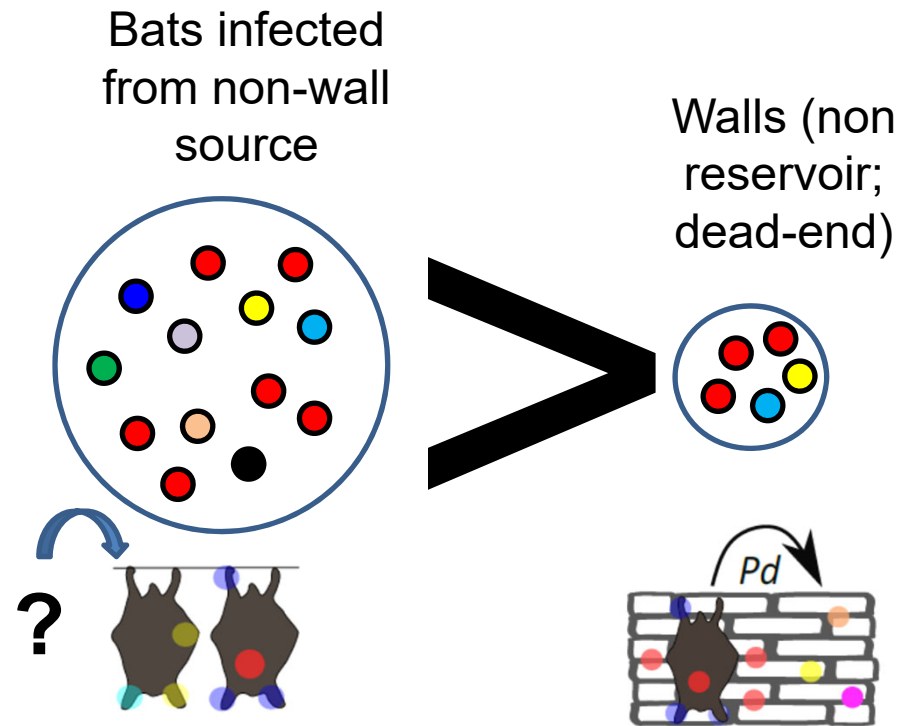 Bats infected
from non-wall
source
Walls (non
reservoir;
dead-end)
?
Pd